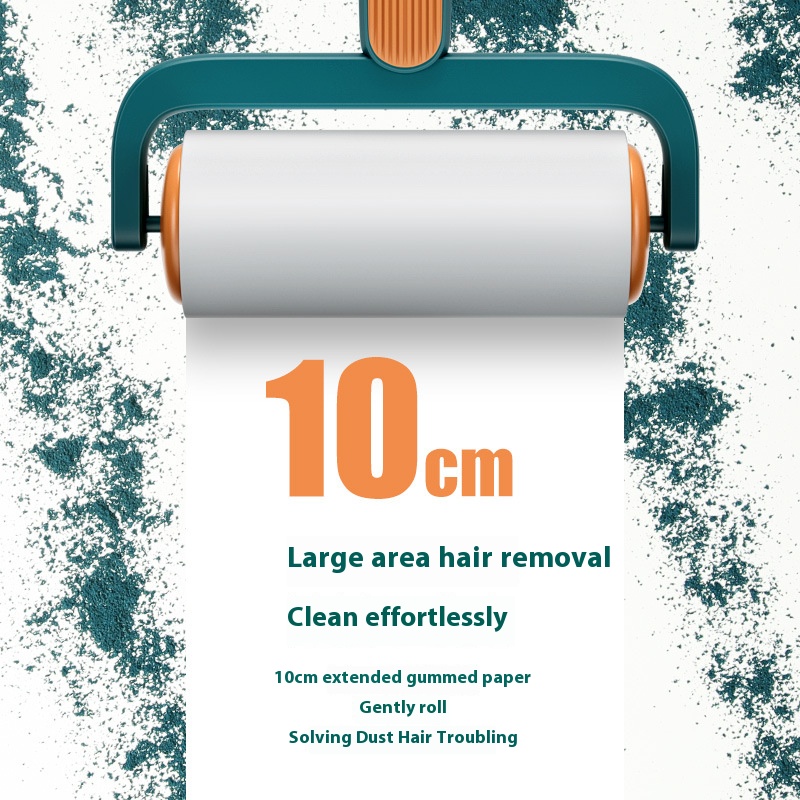 10cm
Large area hair removal
Clean effortlessly
10cm extended gummed paper
Gently roll
Solving Dust Hair Troubling